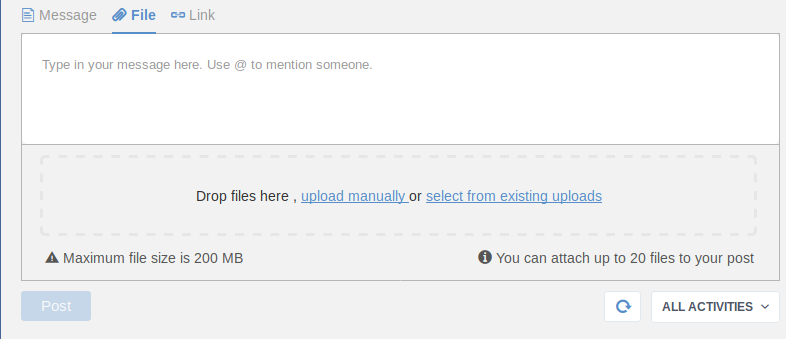 Message File Link
Type in your message here. Use @ to mention someone.
Drop files here , upload manually or select from existing uploads
Maximum file size is 200 MB You can attach up to 20 files to your post
Post ALL ACTIVITIES